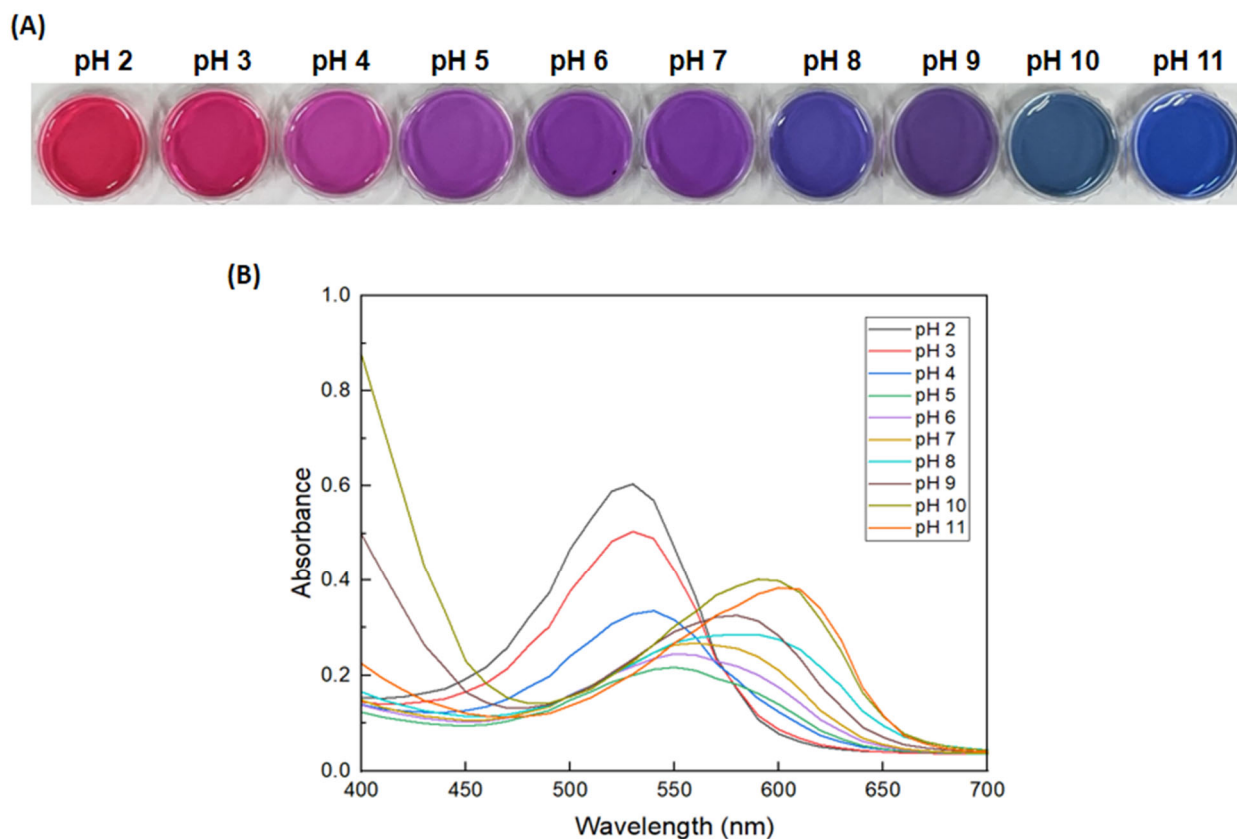 (A)
pH 2 pH 3 pH 4 pH 5 pH 6 pH 7 pH 8 pH 9 pH 10 pH 11
(B)
1.0
0.8
0.6
0.4
0.2
0.0
Absorbance
400 450 500 550 600 650 700
Wavelength (nm)
pH 2
pH 3
pH 4
pH 5
pH 6
pH 7
pH 8
pH 9
pH 10
pH 11